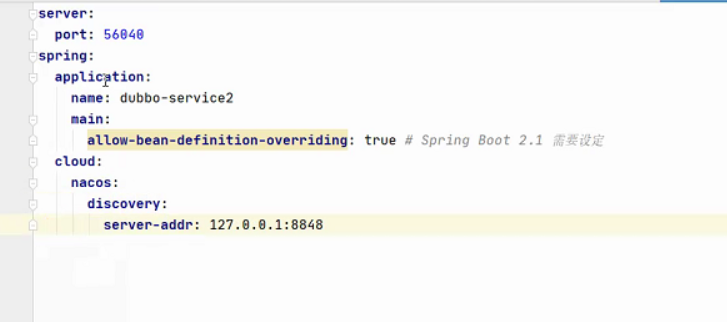 server:
  port: 56040
spring:
  application:
    name: dubbo-service2
    main:
      allow-bean-definition-overriding: true # Spring Boot 2.1 需要设定
  cloud:
    nacos:
      discovery:
        server-addr: 127.0.0.1:8848